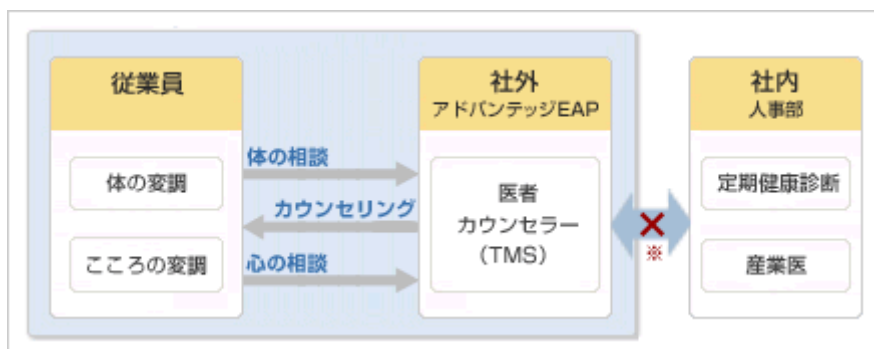 従業員
体の変調
こころの変調
体の相談
カウンセリング
心の相談
社外
アドバンテッジEAP
医者
カウンセラー
(TMS)
×
※
社内
人事部
定期健康診断
産業医